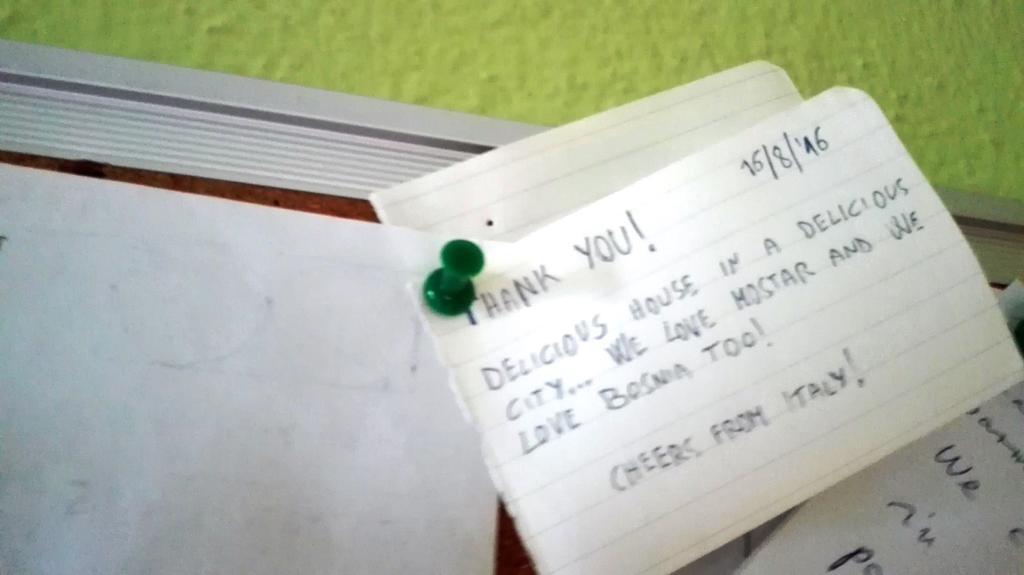 16/8/'16
THANK YOU!
DELICIOUS HOUSE IN A DELICIOUS
CITY... WE LOVE MOSTAR AND WE
LOVE BOSNIA TOO!
CHEERS FROM ITALY!
We
in